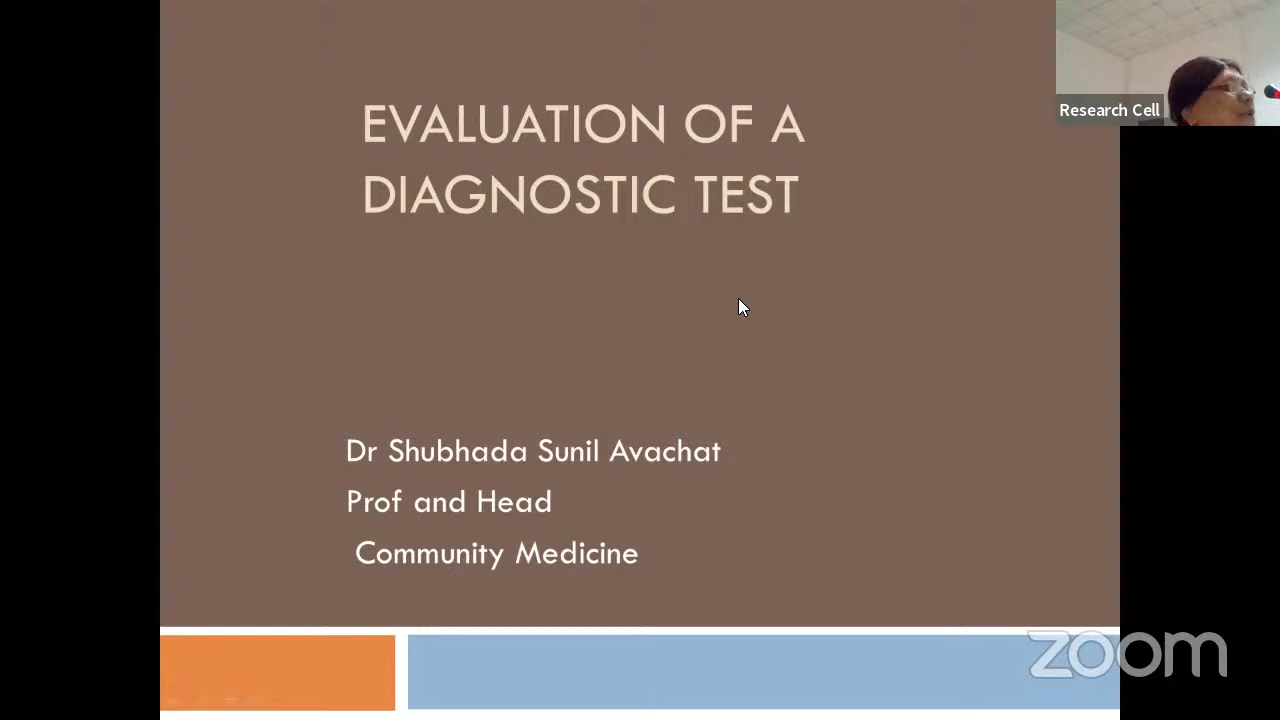 EVALUATION OF A
DIAGNOSTIC TEST
Research Cell
Dr Shubhada Sunil Avachat
Prof and Head
Community Medicine
zoom